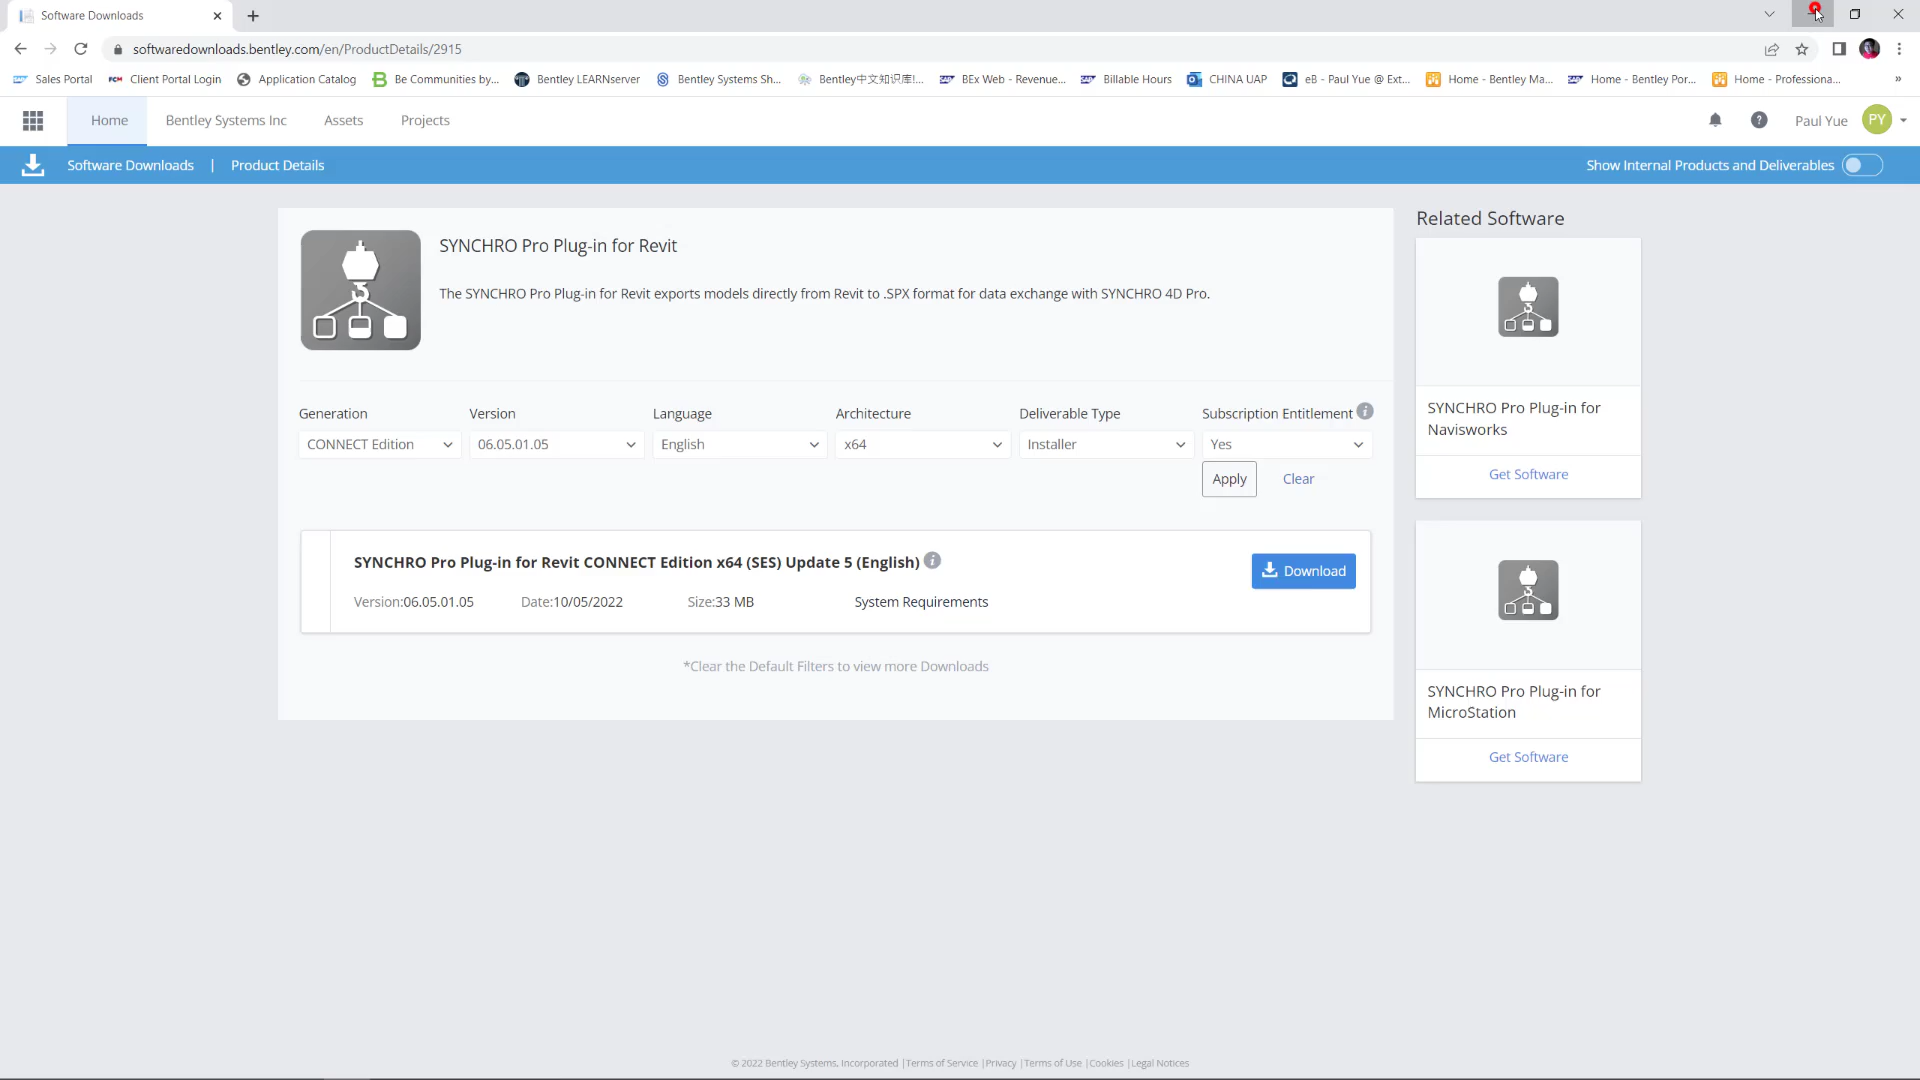 Software Downloads
softwaredownloads.bentley.com/en/ProductDetails/2915
Sales Portal
Client Portal Login
Application Catalog
Be Communities by...
Bentley LEARNserver
Bentley Systems Sh...
Bentley中文知识库!...
BEx Web - Revenue...
Billable Hours
CHINA UAP
eB - Paul Yue @ Ext...
Home - Bentley Ma...
Home - Bentley Por...
Home - Professiona...
»
Home
Bentley Systems Inc
Assets
Projects
Paul Yue
PY
Software Downloads | Product Details
Show Internal Products and Deliverables
SYNCHRO Pro Plug-in for Revit
The SYNCHRO Pro Plug-in for Revit exports models directly from Revit to .SPX format for data exchange with SYNCHRO 4D Pro.
Generation
Version
Language
Architecture
Deliverable Type
Subscription Entitlement
CONNECT Edition
06.05.01.05
English
x64
Installer
Yes
Apply
Clear
SYNCHRO Pro Plug-in for Revit CONNECT Edition x64 (SES) Update 5 (English)
Version:06.05.01.05
Date:10/05/2022
Size:33 MB
System Requirements
Download
*Clear the Default Filters to view more Downloads
Related Software
SYNCHRO Pro Plug-in for
Navisworks
Get Software
SYNCHRO Pro Plug-in for
MicroStation
Get Software
© 2022 Bentley Systems, Incorporated |Terms of Service |Privacy |Terms of Use |Cookies |Legal Notices